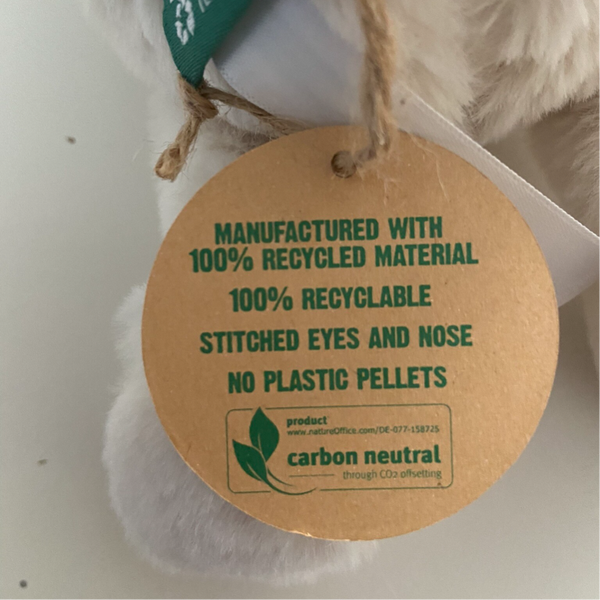 MANUFACTURED WITH
100% RECYCLED MATERIAL
100% RECYCLABLE
STITCHED EYES AND NOSE
NO PLASTIC PELLETS
product
www.natureOffice.com/DE-077-158725
carbon neutral
through CO2 offsetting